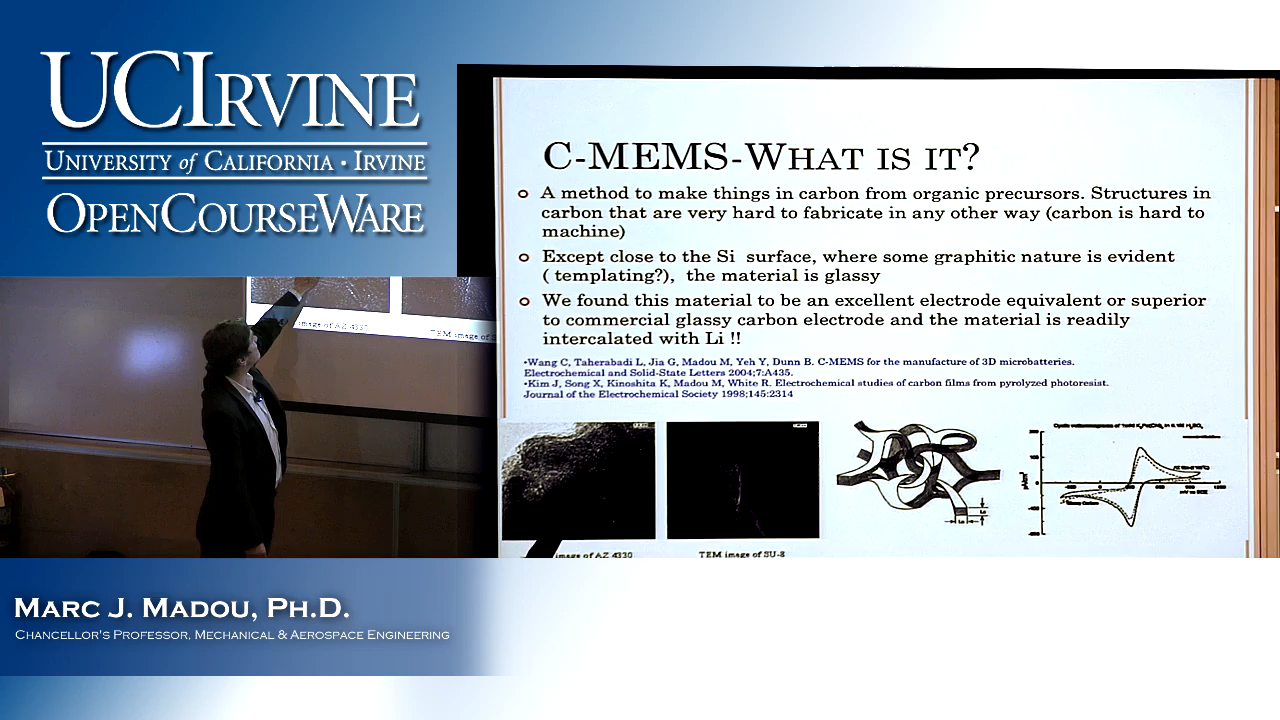 UCIRVINE
UNIVERSITY of CALIFORNIA · IRVINE
OPENCOURSEWARE
C-MEMS-WHAT IS IT?
A method to make things in carbon from organic precursors. Structures in
carbon that are very hard to fabricate in any other way (carbon is hard to
machine)
Except close to the Si surface, where some graphitic nature is evident
( templating?), the material is glassy
We found this material to be an excellent electrode equivalent or superior
to commercial glassy carbon electrode and the material is readily
intercalated with Li !!
•Wang C, Taherabadi L, Jia G, Madou M, Yeh Y, Dunn B. C-MEMS for the manufacture of 3D microbatteries.
Electrochemical and Solid-State Letters 2004;7:A435.
•Kim J, Song X, Kinoshita K, Madou M, White R. Electrochemical studies of carbon films from pyrolyzed photoresist.
Journal of the Electrochemical Society 1998;145:2314
image of AZ 4330
TEM image of SU-8
image of AZ 4330
TEM image of S
MARC J. MADOU, PH.D.
CHANCELLOR'S PROFESSOR, MECHANICAL & AEROSPACE ENGINEERING